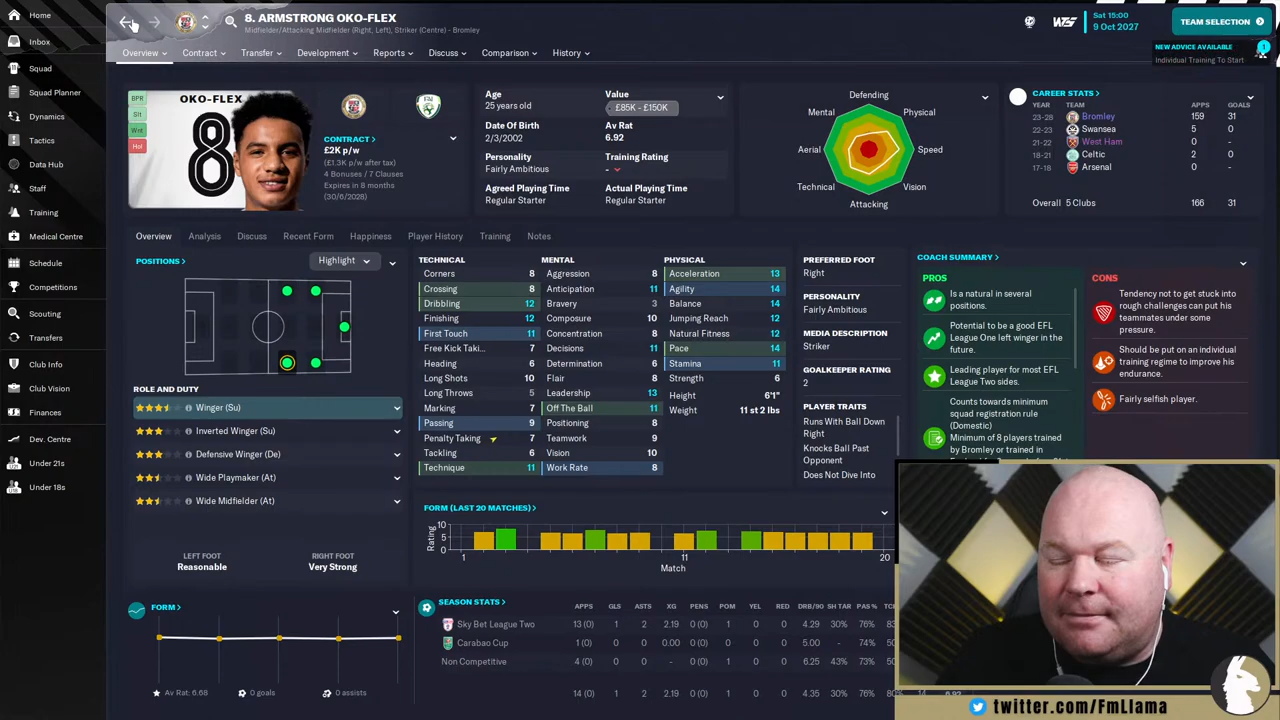 Home
Inbox
Squad
Squad Planner
Dynamics
Tactics
Data Hub
Staff
Training
Medical Centre
Schedule
Competitions
Scouting
Transfers
Club Info
Club Vision
Finances
Dev. Centre
Under 21s
Under 18s
8. ARMSTRONG OKO-FLEX
Midfielder/Attacking Midfielder (Right, Left), Striker (Centre) - Bromley
Sat 15:00
9 Oct 2027
TEAM SELECTION
NEW ADVICE AVAILABLE
Individual Training To Start
1
Overview Contract Transfer Development Reports Discuss Comparison History
BPR
Slt
Wnt
Hol
OKO-FLEX
8
CONTRACT
£2K p/w
(£1.3K p/w after tax)
4 Bonuses / 7 Clauses
Expires in 8 months
(30/6/2028)
Age
25 years old
Date Of Birth
2/3/2002
Personality
Fairly Ambitious
Agreed Playing Time
Regular Starter
Value
£85K - £150K
Av Rat
6.92
Training Rating
-
Actual Playing Time
Regular Starter
Defending
Mental Physical
Aerial Speed
Technical Vision
Attacking
CAREER STATS
YEAR TEAM APPS GOALS
23-28 Bromley 159 31
22-23 Swansea 5 0
21-22 West Ham 0 -
18-21 Celtic 2 0
17-18 Arsenal 0 -
Overall 5 Clubs 166 31
Overview Analysis Discuss Recent Form Happiness Player History Training Notes
POSITIONS
Highlight
ROLE AND DUTY
Winger (Su)
Inverted Winger (Su)
Defensive Winger (De)
Wide Playmaker (At)
Wide Midfielder (At)
LEFT FOOT
Reasonable
RIGHT FOOT
Very Strong
TECHNICAL
Corners 8
Crossing 8
Dribbling 12
Finishing 12
First Touch 11
Free Kick Taki... 7
Heading 6
Long Shots 10
Long Throws 5
Marking 7
Passing 9
Penalty Taking 7
Tackling 6
Technique 11
MENTAL
Aggression 8
Anticipation 11
Bravery 3
Composure 10
Concentration 8
Decisions 11
Determination 6
Flair 8
Leadership 13
Off The Ball 11
Positioning 8
Teamwork 9
Vision 10
Work Rate 8
PHYSICAL
Acceleration 13
Agility 14
Balance 14
Jumping Reach 12
Natural Fitness 12
Pace 14
Stamina 11
Strength 6
Height 6'1"
Weight 11 st 2 lbs
PREFERRED FOOT
Right
PERSONALITY
Fairly Ambitious
MEDIA DESCRIPTION
Striker
GOALKEEPER RATING
2
PLAYER TRAITS
Runs With Ball Down
Right
Knocks Ball Past
Opponent
Does Not Dive Into
COACH SUMMARY
PROS
Is a natural in several
positions.
Potential to be a good EFL
League One left winger in the
future.
Leading player for most EFL
League Two sides.
Counts towards minimum
squad registration rule
(Domestic)
Minimum of 8 players trained
by Bromley or trained in
CONS
Tendency not to get stuck into
rough challenges can put his
teammates under some
pressure.
Should be put on an individual
training regime to improve his
endurance.
Fairly selfish player.
FORM (LAST 20 MATCHES)
Rating
10
5
0
1 11 20
Match
FORM
Av Rat: 6.68 0 goals 0 assists
SEASON STATS
APPS GLS ASTS XG PENS POM YEL RED DRB/90 SH TAR PAS %
Sky Bet League Two 13 (0) 1 2 2.19 0 (0) 1 0 0 4.29 30% 76%
Carabao Cup 1 (0) 0 0 0.00 0 (0) 0 0 0 5.00 - 74%
Non Competitive 4 (0) 0 0 - 0 (0) 1 0 0 6.25 43% 73%
14 (0) 1 2 2.19 0 (0) 1 0 0 4.35 30% 76%
twitter.com/FmLlama